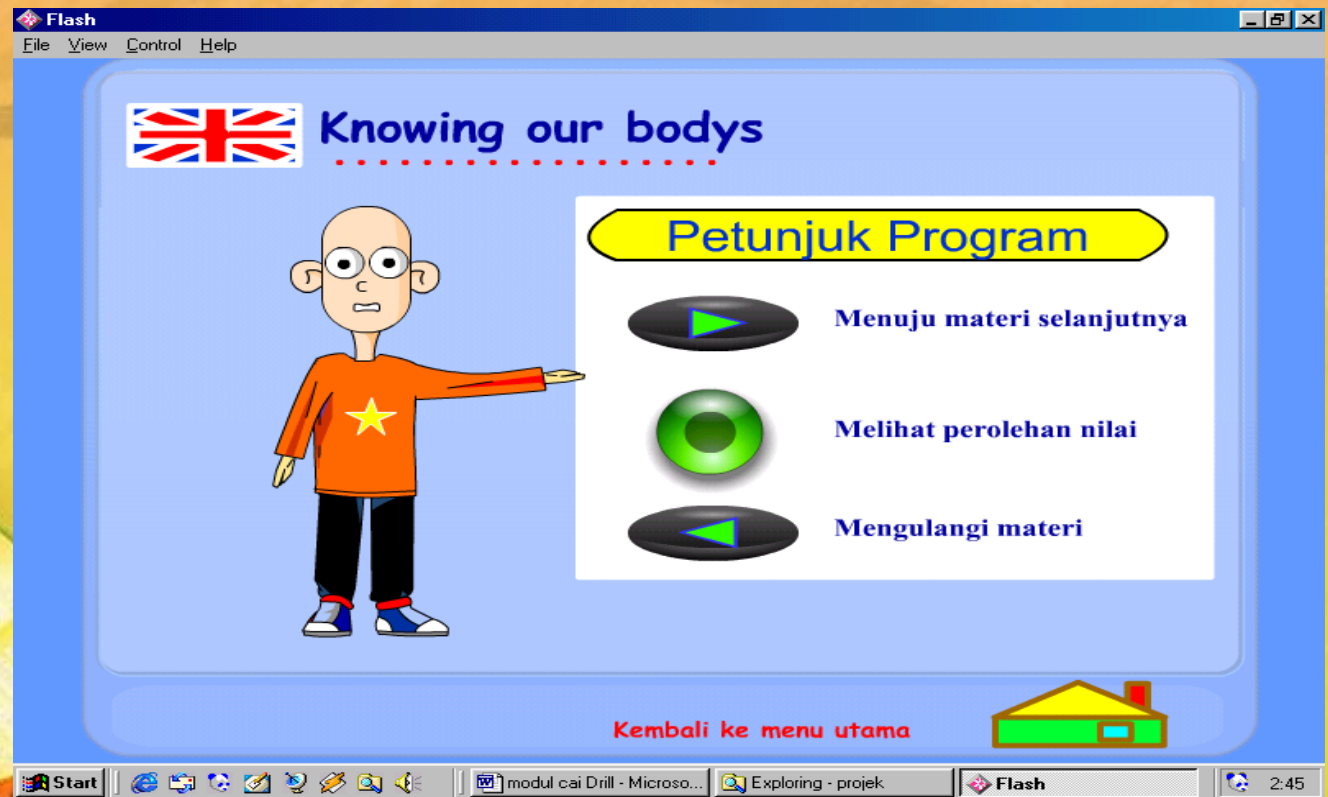 Flash
File View Control Help
Knowing our bodys
Petunjuk Program
Menuju materi selanjutnya
Melihat perolehan nilai
Mengulangi materi
Kembali ke menu utama
Start modul cai Drill - Microso... Exploring - projek Flash 2:45